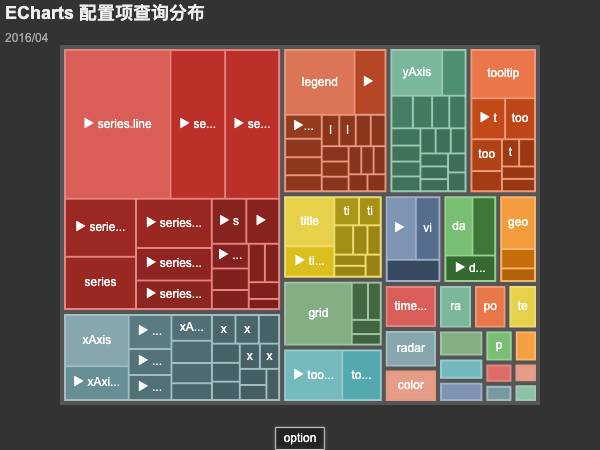 ECharts 配置项查询分布
2016/04
▶ series.line
▶ se...
▶ se...
legend
▶
yAxis
tooltip
▶...
l
l
▶ t
too
too
t
▶ serie...
▶ series...
▶ s
▶
▶ series...
▶ ...
series
▶ series...
title
ti
ti
▶ ti...
▶
vi
da
▶ d...
geo
grid
time...
ra
po
te
xAxis
▶ ...
xA...
x
x
x
▶ ...
▶ xAxi...
▶ ...
▶ too...
to...
radar
p
color
option